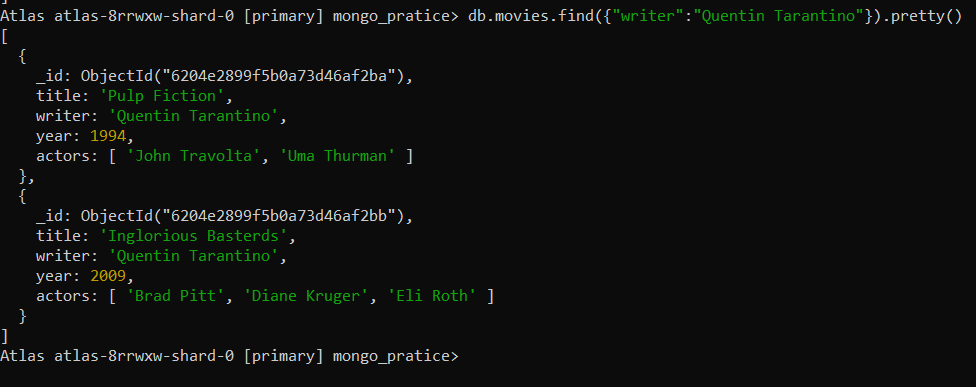 ]
Atlas atlas-8rrwxw-shard-0 [primary] mongo_pratice> db.movies.find({"writer":"Quentin Tarantino"}).pretty()
[
  {
    _id: ObjectId("6204e2899f5b0a73d46af2ba"),
    title: 'Pulp Fiction',
    writer: 'Quentin Tarantino',
    year: 1994,
    actors: [ 'John Travolta', 'Uma Thurman' ]
  },
  {
    _id: ObjectId("6204e2899f5b0a73d46af2bb"),
    title: 'Inglorious Basterds',
    writer: 'Quentin Tarantino',
    year: 2009,
    actors: [ 'Brad Pitt', 'Diane Kruger', 'Eli Roth' ]
  }
]
Atlas atlas-8rrwxw-shard-0 [primary] mongo_pratice>